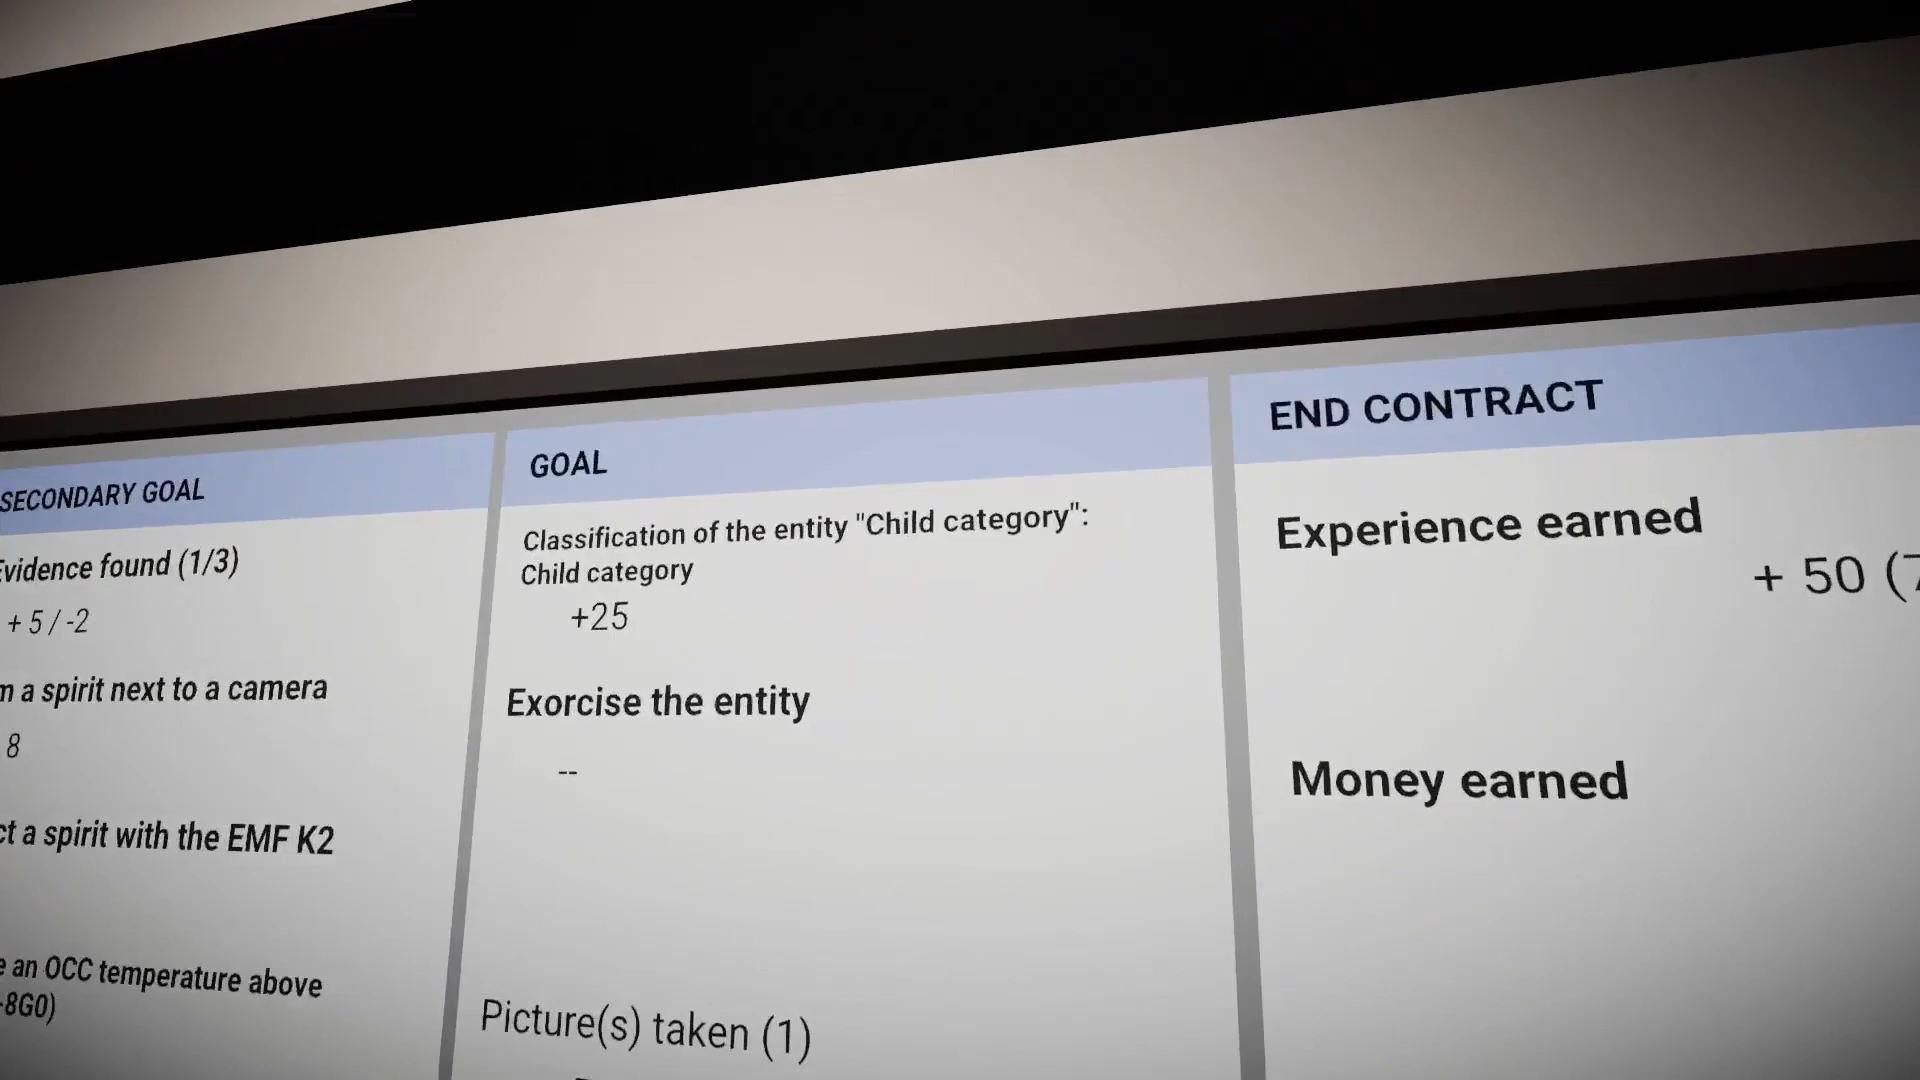 SECONDARY GOAL
Evidence found (1/3)
+ 5 / -2
a spirit next to a camera
8
a spirit with the EMF K2
an OCC temperature above
-8G0)
GOAL
Classification of the entity "Child category":
Child category
+25
Exorcise the entity
--
Picture(s) taken (1)
END CONTRACT
Experience earned
+ 50 (
Money earned